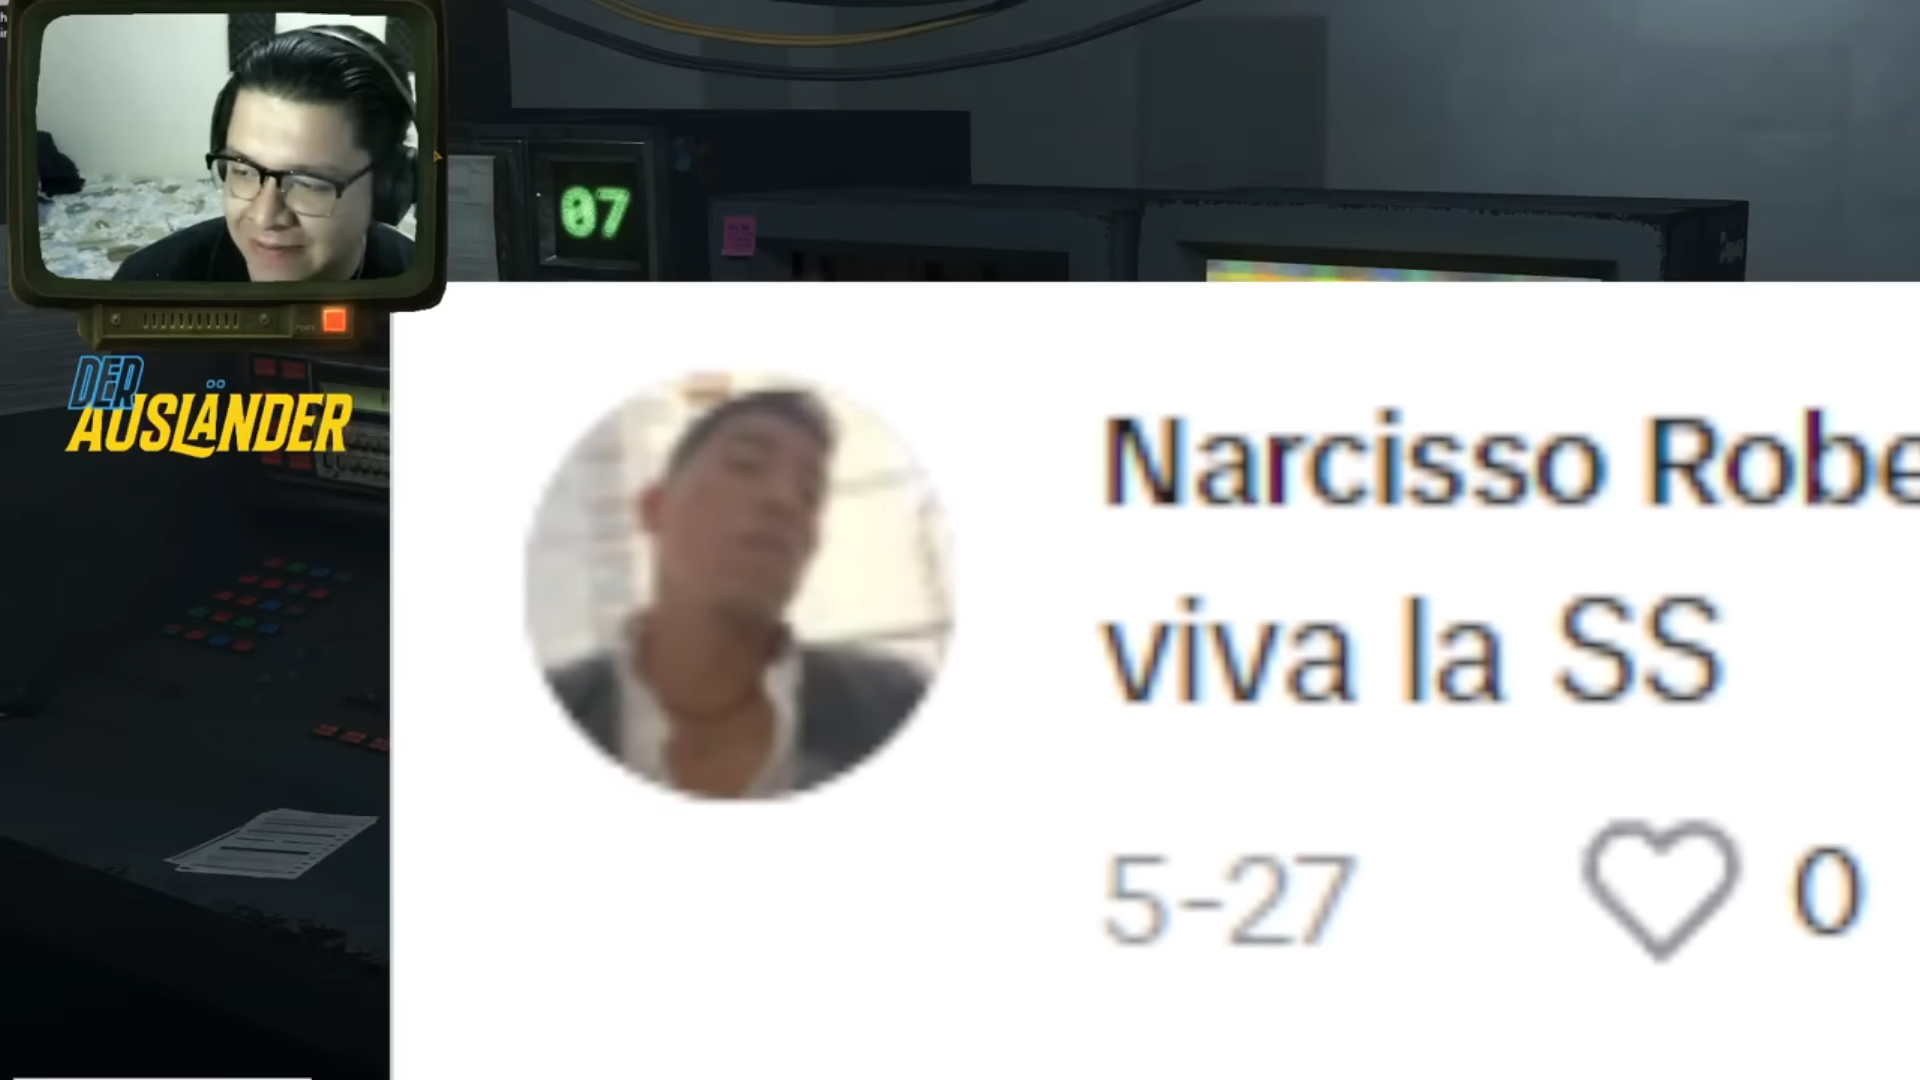 07
DER
AUSLÄNDER
Narcisso Robe
viva la SS
5-27
0